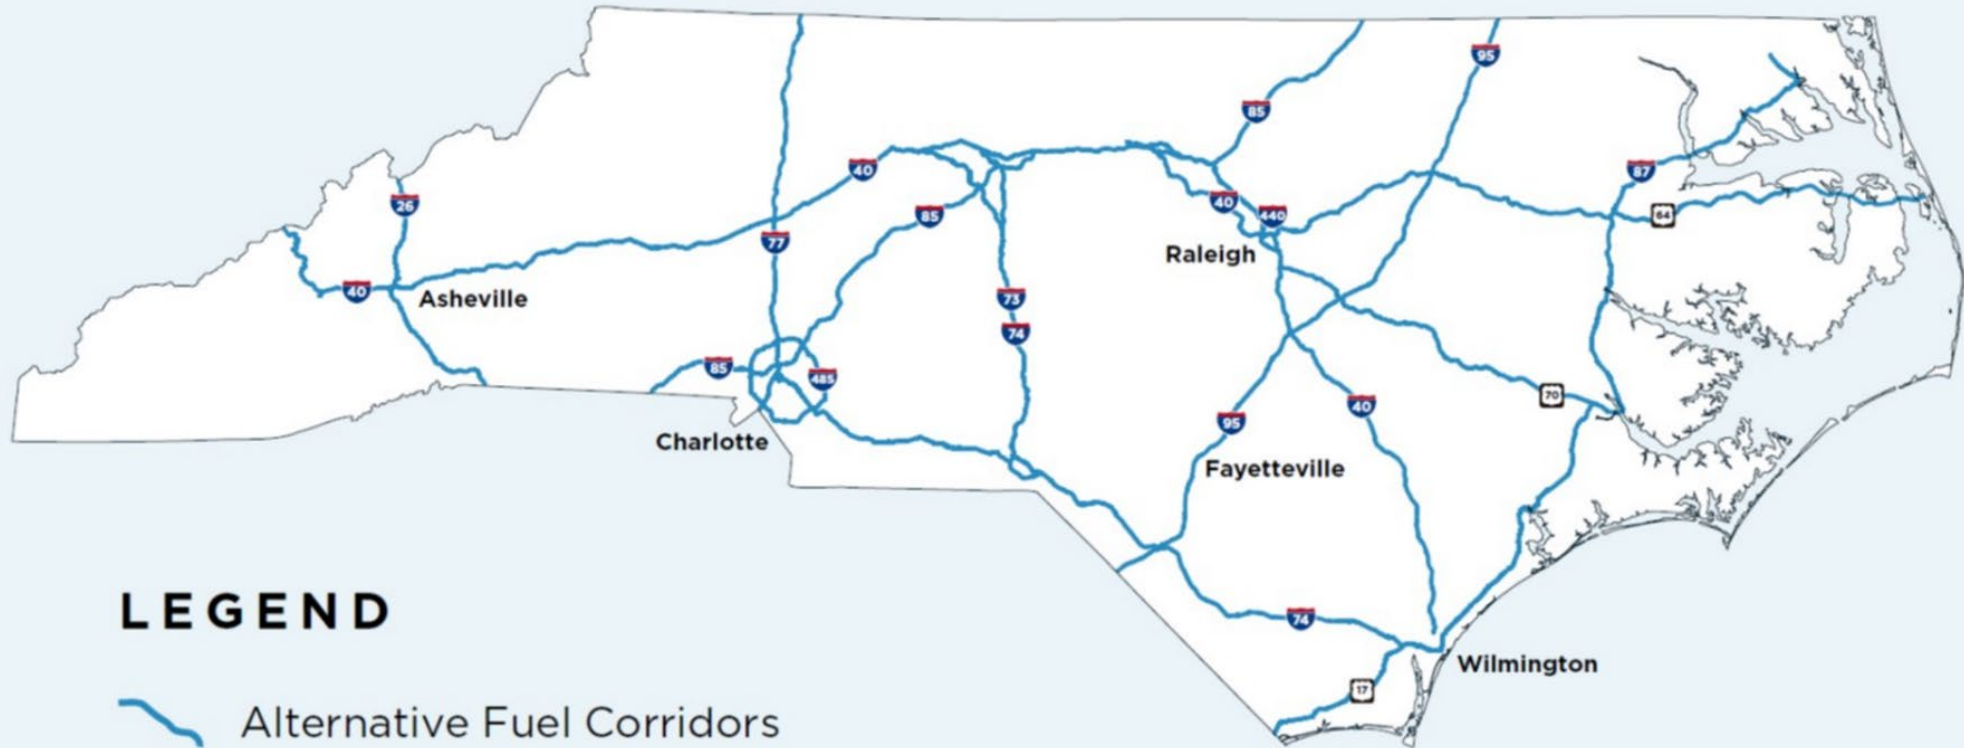 95
85
40
87
26
40
440
64
85
77
Raleigh
40
Asheville
73
74
85
485
70
40
95
Charlotte
Fayetteville
LEGEND
74
Wilmington
17
Alternative Fuel Corridors